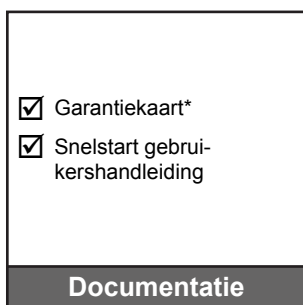 ☑ Garantiekaart*
☑ Snelstart gebrui-
kershandleiding
Documentatie